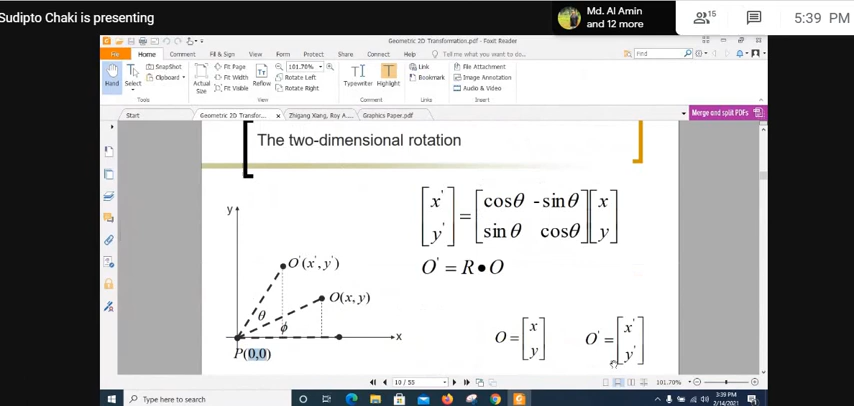 Sudipto Chaki is presenting
Md. Al Amin
and 12 more
15
5:39 PM
Geometric 2D Transformation.pdf - Foxit Reader
File Home Comment Fill & Sign View Form Protect Share Connect Help Tell me what you want to do... Find
Hand
Select
SnapShot
Clipboard
Actual
Size
Fit Page
Fit Width
Fit Visible
Reflow
101.70%
Rotate Left
Rotate Right
Typewriter
Highlight
Link
Bookmark
File Attachment
Image Annotation
Audio & Video
Tools View Comment Links Insert
Start Geometric 2D Transfor... Zhigang Xiang, Roy A.... Graphics Paper.pdf Merge and split PDFs
The two-dimensional rotation
[x' y'] = [cosθ -sinθ sinθ cosθ] [x y]
O' = R • O
O = [x y] O' = [x' y']
y
O'(x',y')
O(x,y)
θ
ϕ
x
P(0,0)
10 / 55
101.70%
Type here to search
3:39 PM
2/14/2021